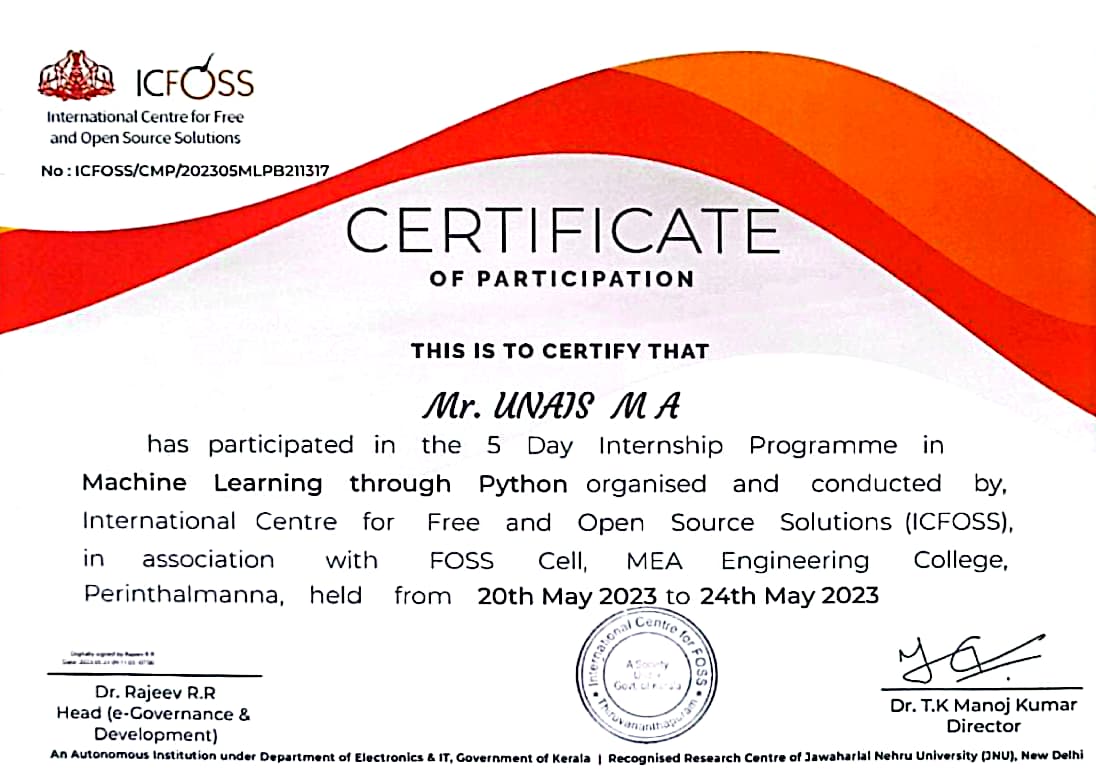 ICFOSS
International Centre for Free
and Open Source Solutions
No : ICFOSS/CMP/202305MLPB211317
CERTIFICATE
OF PARTICIPATION
THIS IS TO CERTIFY THAT
Mr. UNAIS M A
has participated in the 5 Day Internship Programme in
Machine Learning through Python organised and conducted by,
International Centre for Free and Open Source Solutions (ICFOSS),
in association with FOSS Cell, MEA Engineering College,
Perinthalmanna, held from 20th May 2023 to 24th May 2023
Digitally signed by Rajeev R R
International Centre for FOSS
Thiruvananthapuram
A Society
Govt. of Kerala
Dr. Rajeev R.R
Head (e-Governance &
Development)
Dr. T.K Manoj Kumar
Director
An Autonomous Institution under Department of Electronics & IT, Government of Kerala | Recognised Research Centre of Jawaharlal Nehru University (JNU), New Delhi